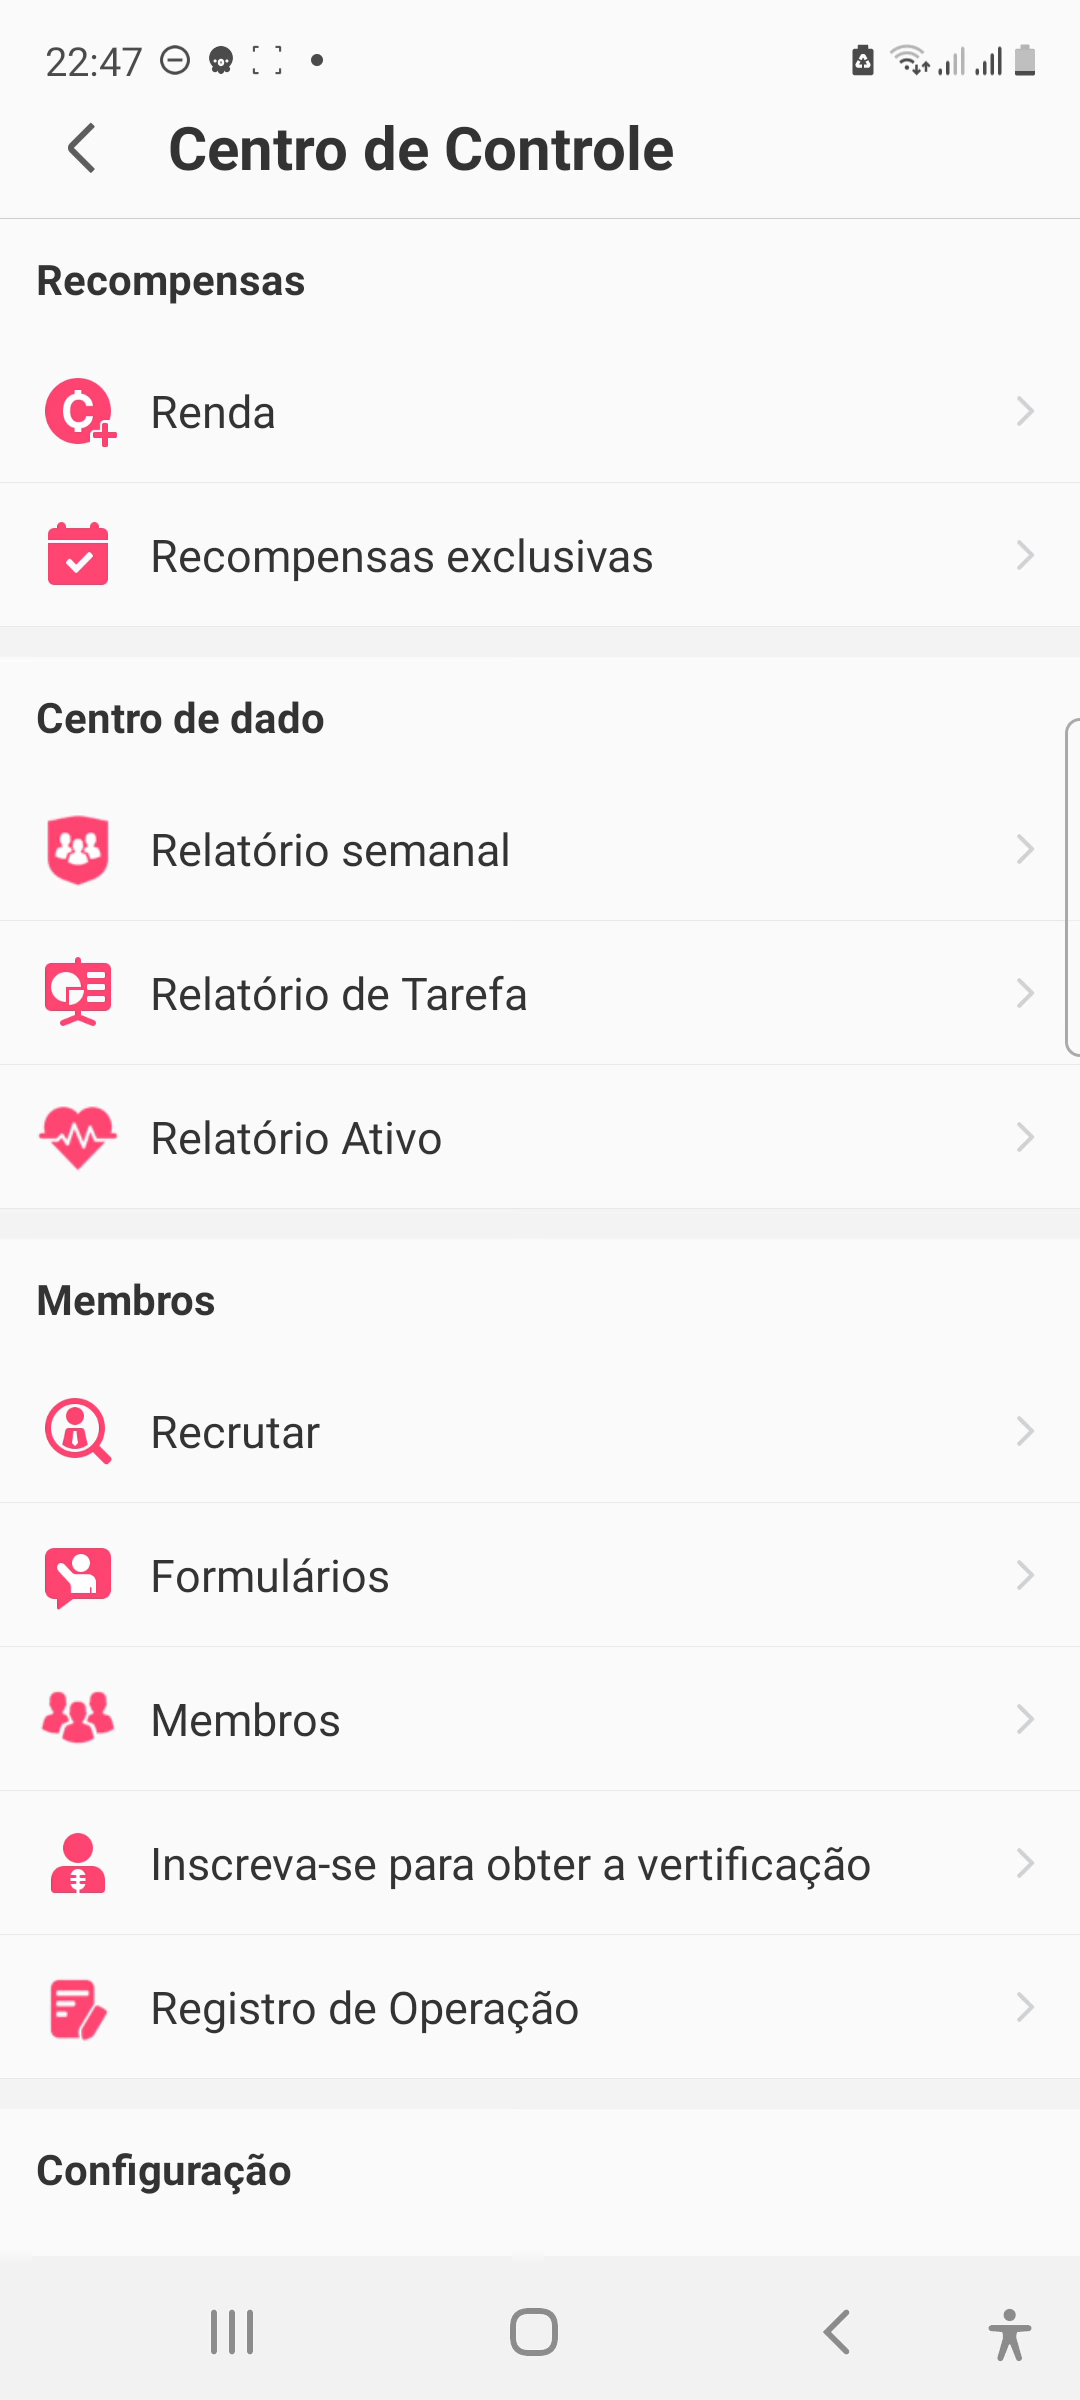 22:47
Centro de Controle
Recompensas
Renda
Recompensas exclusivas
Centro de dado
Relatório semanal
Relatório de Tarefa
Relatório Ativo
Membros
Recrutar
Formulários
Membros
Inscreva-se para obter a vertificação
Registro de Operação
Configuração